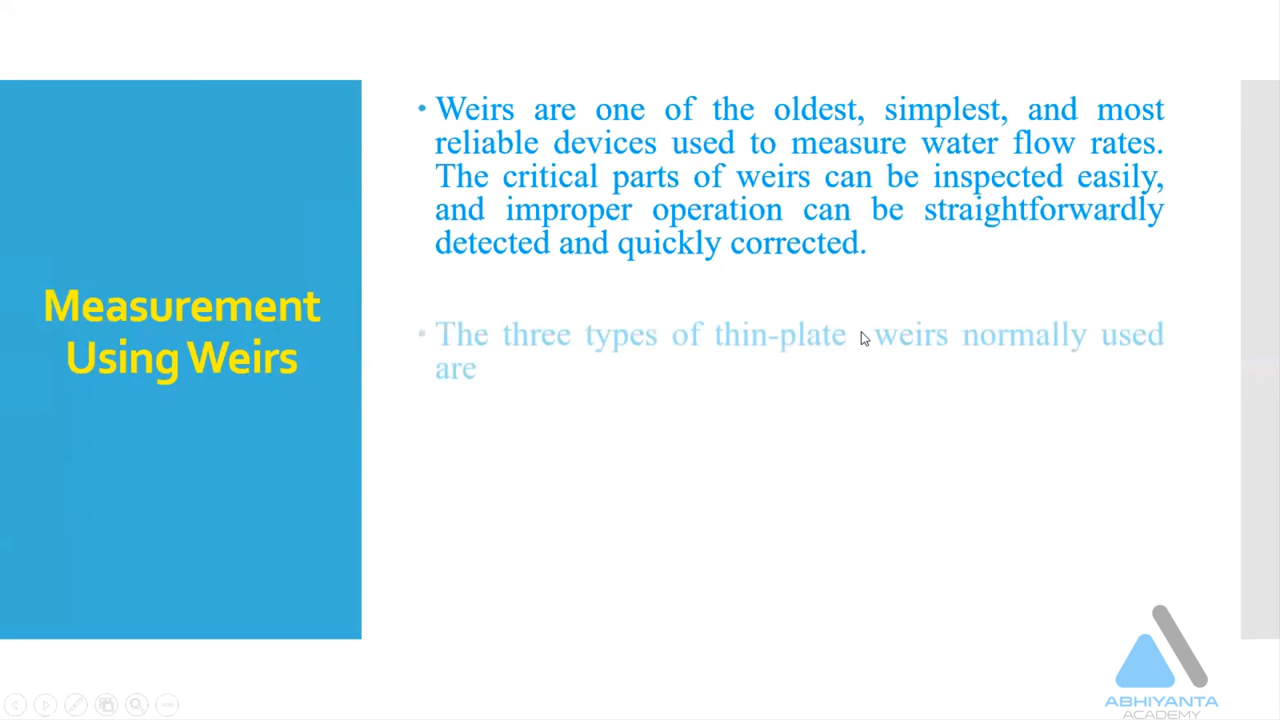 Measurement
Using Weirs
• Weirs are one of the oldest, simplest, and most
reliable devices used to measure water flow rates.
The critical parts of weirs can be inspected easily,
and improper operation can be straightforwardly
detected and quickly corrected.
• The three types of thin-plate weirs normally used
are
ABHIYANTA
ACADEMY